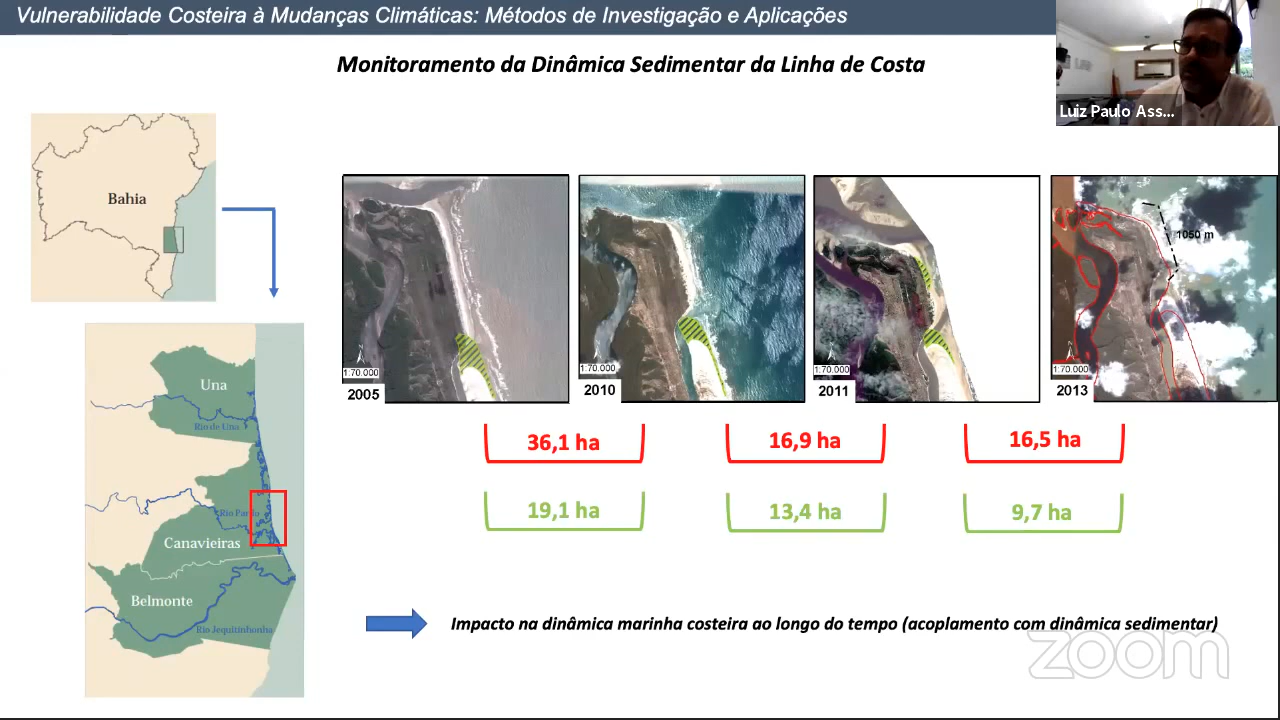 Vulnerabilidade Costeira à Mudanças Climáticas: Métodos de Investigação e Aplicações
Luiz Paulo Ass...
Monitoramento da Dinâmica Sedimentar da Linha de Costa
Bahia
1050 m
1:70.000
2005
1:70.000
2010
1:70.000
2011
1:70.000
2013
36,1 ha
16,9 ha
16,5 ha
19,1 ha
13,4 ha
9,7 ha
Una
Rio de Una
Rio Pardo
Canavieiras
Belmonte
Rio Jequitinhonha
Impacto na dinâmica marinha costeira ao longo do tempo (acoplamento com dinâmica sedimentar)
zoom